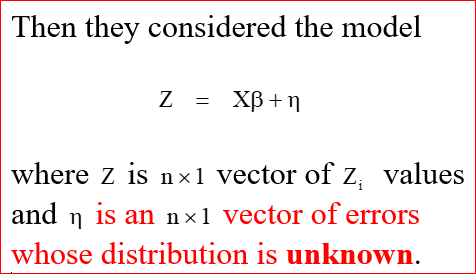 Then they considered the model
Z = Xβ + η
where Z is n × 1 vector of Zᵢ values
and η is an n × 1 vector of errors
whose distribution is unknown.